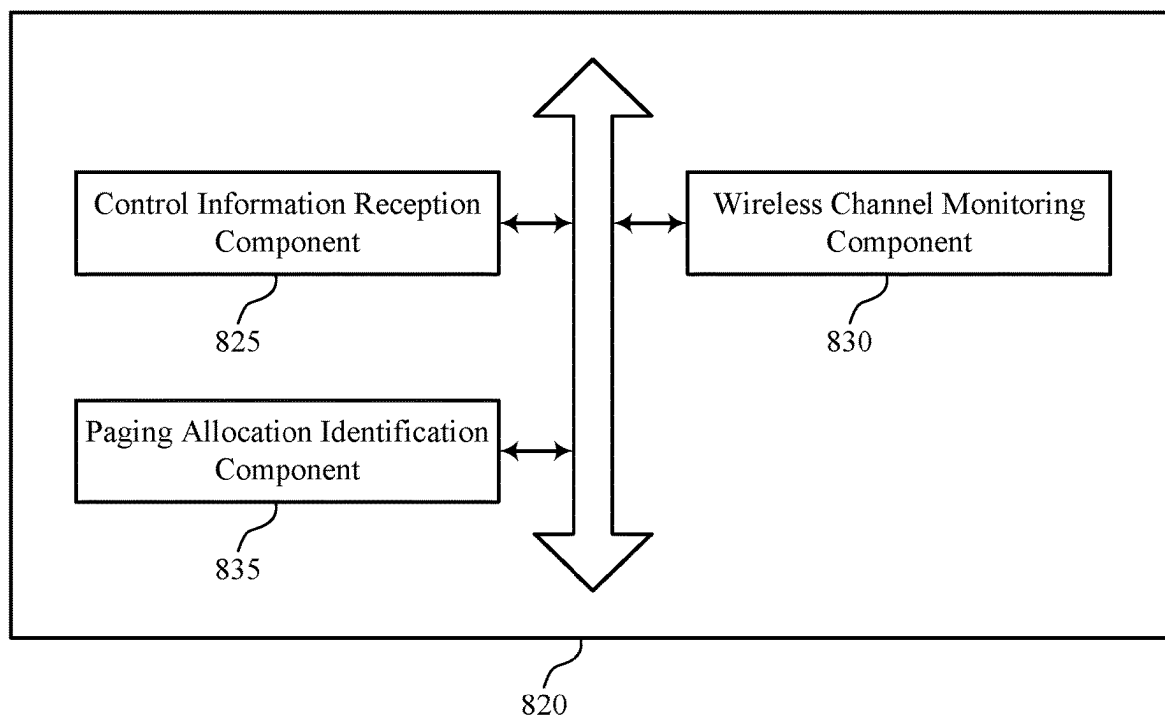 Control Information Reception
Component
825
Wireless Channel Monitoring
Component
830
Paging Allocation Identification
Component
835
820